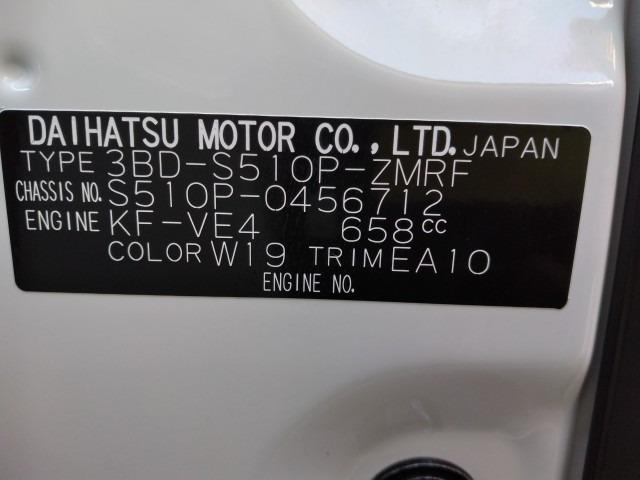 DAIHATSU MOTOR CO., LTD. JAPAN
TYPE 3BD-S510P-ZMRF
CHASSIS NO. S510P-0456712
ENGINE KF-VE4 658cc
COLOR W19 TRIM EA10
ENGINE NO.